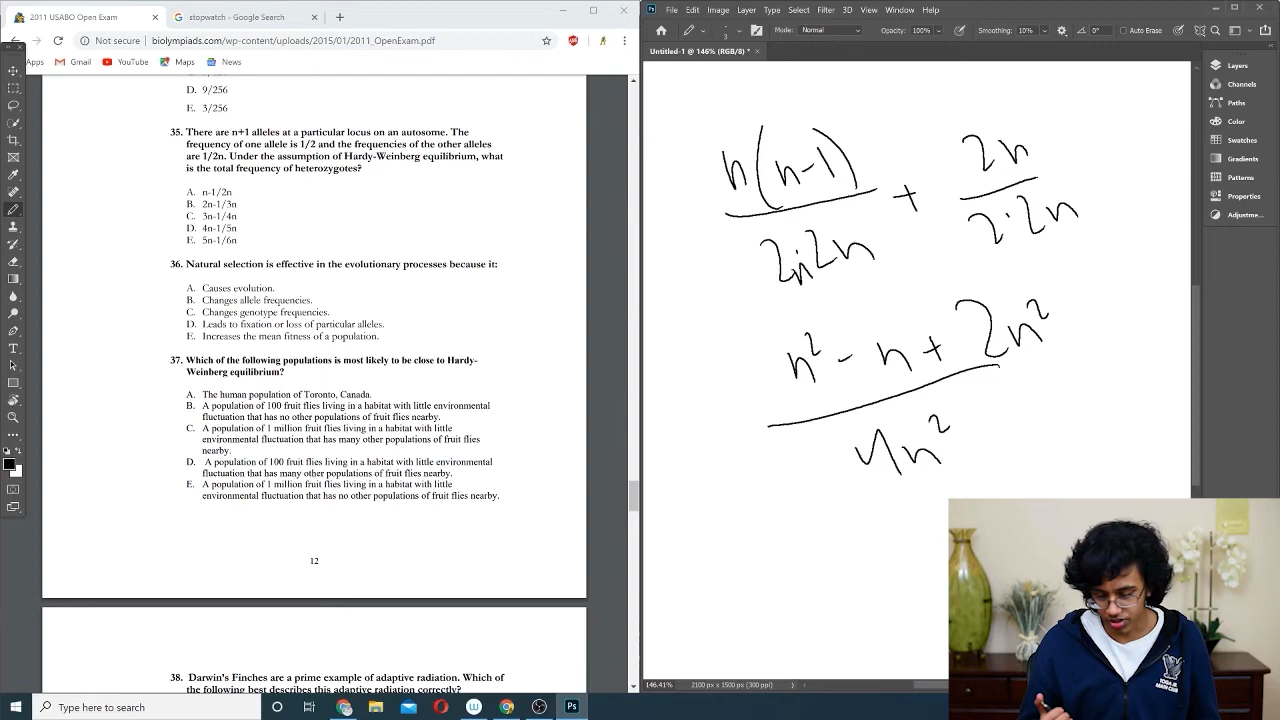 2011 USABO Open Exam
stopwatch - Google Search
Not secure | biolympiads.com/wp-content/uploads/2015/01/2011_OpenExam.pdf
Apps Gmail YouTube Maps News
D. 9/256
E. 3/256
35. There are n+1 alleles at a particular locus on an autosome. The
frequency of one allele is 1/2 and the frequencies of the other alleles
are 1/2n. Under the assumption of Hardy-Weinberg equilibrium, what
is the total frequency of heterozygotes?
A. n-1/2n
B. 2n-1/3n
C. 3n-1/4n
D. 4n-1/5n
E. 5n-1/6n
36. Natural selection is effective in the evolutionary processes because it:
A. Causes evolution.
B. Changes allele frequencies.
C. Changes genotype frequencies.
D. Leads to fixation or loss of particular alleles.
E. Increases the mean fitness of a population.
37. Which of the following populations is most likely to be close to Hardy-
Weinberg equilibrium?
A. The human population of Toronto, Canada.
B. A population of 100 fruit flies living in a habitat with little environmental
fluctuation that has no other populations of fruit flies nearby.
C. A population of 1 million fruit flies living in a habitat with little
environmental fluctuation that has many other populations of fruit flies
nearby.
D. A population of 100 fruit flies living in a habitat with little environmental
fluctuation that has many other populations of fruit flies nearby.
E. A population of 1 million fruit flies living in a habitat with little
environmental fluctuation that has no other populations of fruit flies nearby.
12
38. Darwin's Finches are a prime example of adaptive radiation. Which of
the following best describes this adaptive radiation correctly?
Type here to search
Ps File Edit Image Layer Type Select Filter 3D View Window Help
3 Mode: Normal Opacity: 100% Smoothing: 10% 0° Auto Erase
Untitled-1 @ 146% (RGB/8) *
n(n-1) + 2n
2n·2n 2·2n
n² - n + 2n²
4n²
Layers
Channels
Paths
Color
Swatches
Gradients
Patterns
Properties
Adjustme...
146.41% 2100 px x 1500 px (300 ppi)